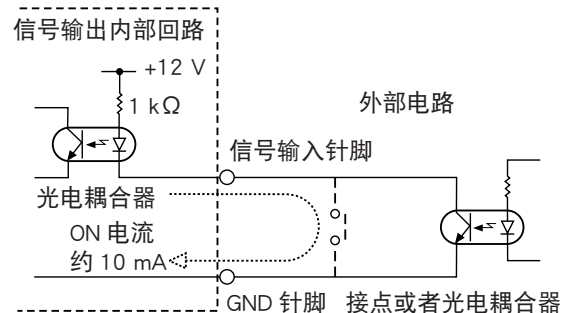 信号输出内部回路
+12 V
1 kΩ
外部电路
信号输入针脚
光电耦合器
ON 电流
约 10 mA
GND 针脚
接点或者光电耦合器